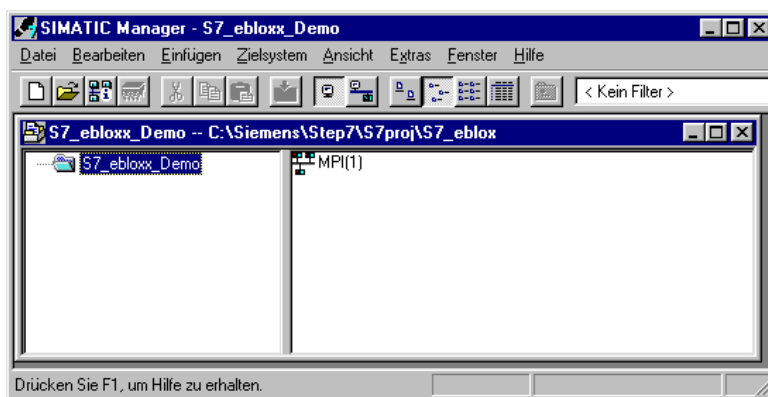 SIMATIC Manager - S7_ebloxx_Demo
Datei Bearbeiten Einfügen Zielsystem Ansicht Extras Fenster Hilfe
< Kein Filter >
S7_ebloxx_Demo -- C:\Siemens\Step7\S7proj\S7_eblox
S7_ebloxx_Demo
MPI(1)
Drücken Sie F1, um Hilfe zu erhalten.